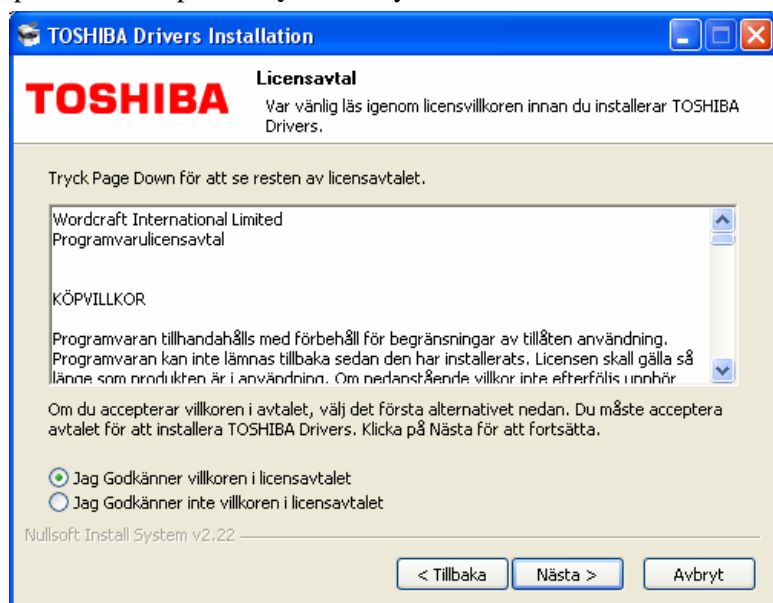 TOSHIBA Drivers Installation
TOSHIBA
Licensavtal
Var vänlig läs igenom licensvillkoren innan du installerar TOSHIBA
Drivers.
Tryck Page Down för att se resten av licensavtalet.
Wordcraft International Limited
Programvarulicensavtal
KÖPVILLKOR
Programvaran tillhandahålls med förbehåll för begränsningar av tillåten användning.
Programvaran kan inte lämnas tillbaka sedan den har installerats. Licensen skall gälla så
länge som produkten är i användning. Om nedanstående villkor inte efterföljs upphör
Om du accepterar villkoren i avtalet, välj det första alternativet nedan. Du måste acceptera
avtalet för att installera TOSHIBA Drivers. Klicka på Nästa för att fortsätta.
Jag Godkänner villkoren i licensavtalet
Jag Godkänner inte villkoren i licensavtalet
Nullsoft Install System v2.22
< Tillbaka
Nästa >
Avbryt